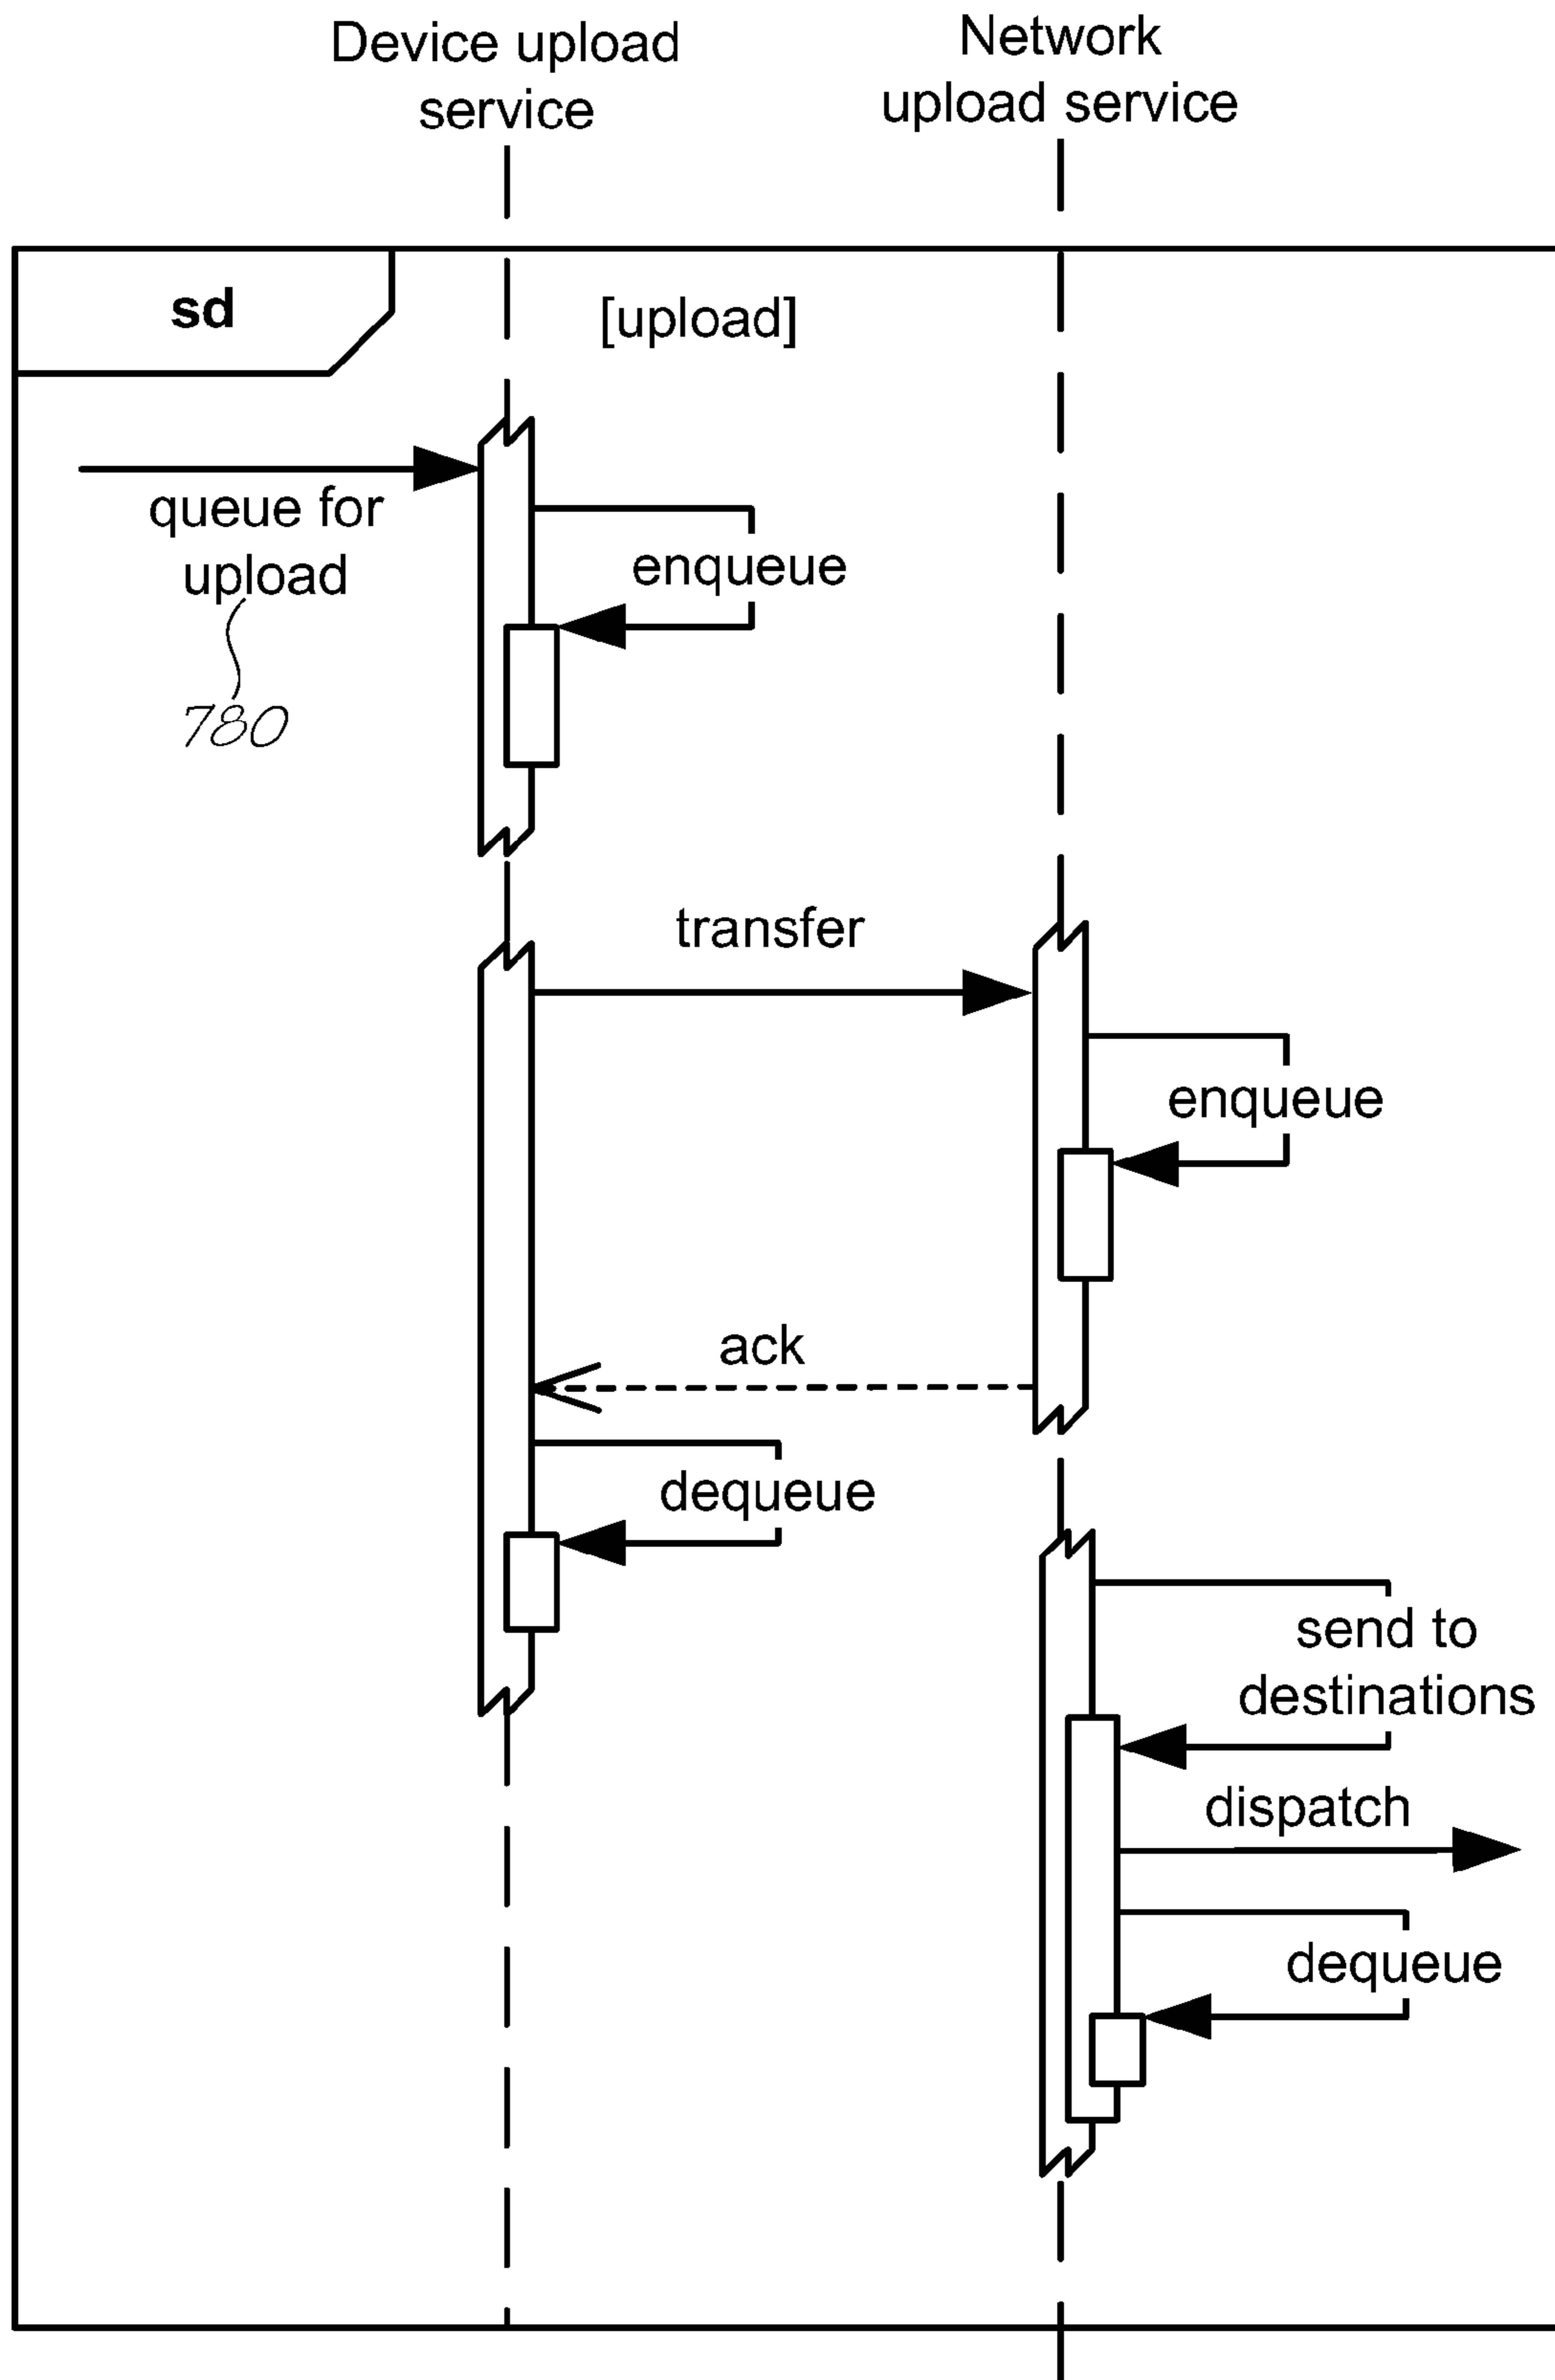 Device upload
service
Network
upload service
sd
[upload]
queue for
upload
780
enqueue
transfer
enqueue
ack
dequeue
send to
destinations
dispatch
dequeue